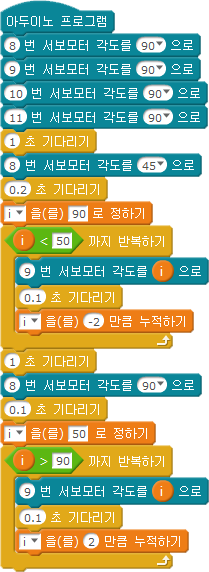 아두이노 프로그램
8 번 서보모터 각도를 90 으로
9 번 서보모터 각도를 90 으로
10 번 서보모터 각도를 90 으로
11 번 서보모터 각도를 90 으로
1 초 기다리기
8 번 서보모터 각도를 45 으로
0.2 초 기다리기
i 을(를) 90 로 정하기
i < 50 까지 반복하기
9 번 서보모터 각도를 i 으로
0.1 초 기다리기
i 을(를) -2 만큼 누적하기
1 초 기다리기
8 번 서보모터 각도를 90 으로
0.1 초 기다리기
i 을(를) 50 로 정하기
i > 90 까지 반복하기
9 번 서보모터 각도를 i 으로
0.1 초 기다리기
i 을(를) 2 만큼 누적하기